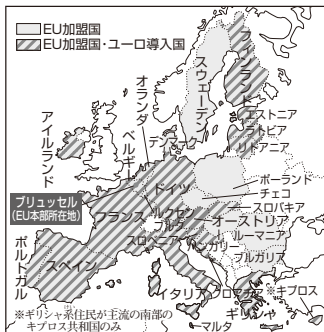 EU加盟国
EU加盟国・ユーロ導入国
フィンランド
スウェーデン
オランダ
ベルギー
デンマーク
エストニア
ラトビア
リトアニア
アイルランド
ドイツ
ポーランド
チェコ
スロバキア
ブリュッセル
(EU本部所在地)
フランス
ルクセンブルク
オーストリア
スロベニア
ハンガリー
ルーマニア
ブルガリア
ポルトガル
スペイン
イタリア
クロアチア
ギリシャ
※キプロス
マルタ
※ギリシャ系住民が主流の南部の
キプロス共和国のみ